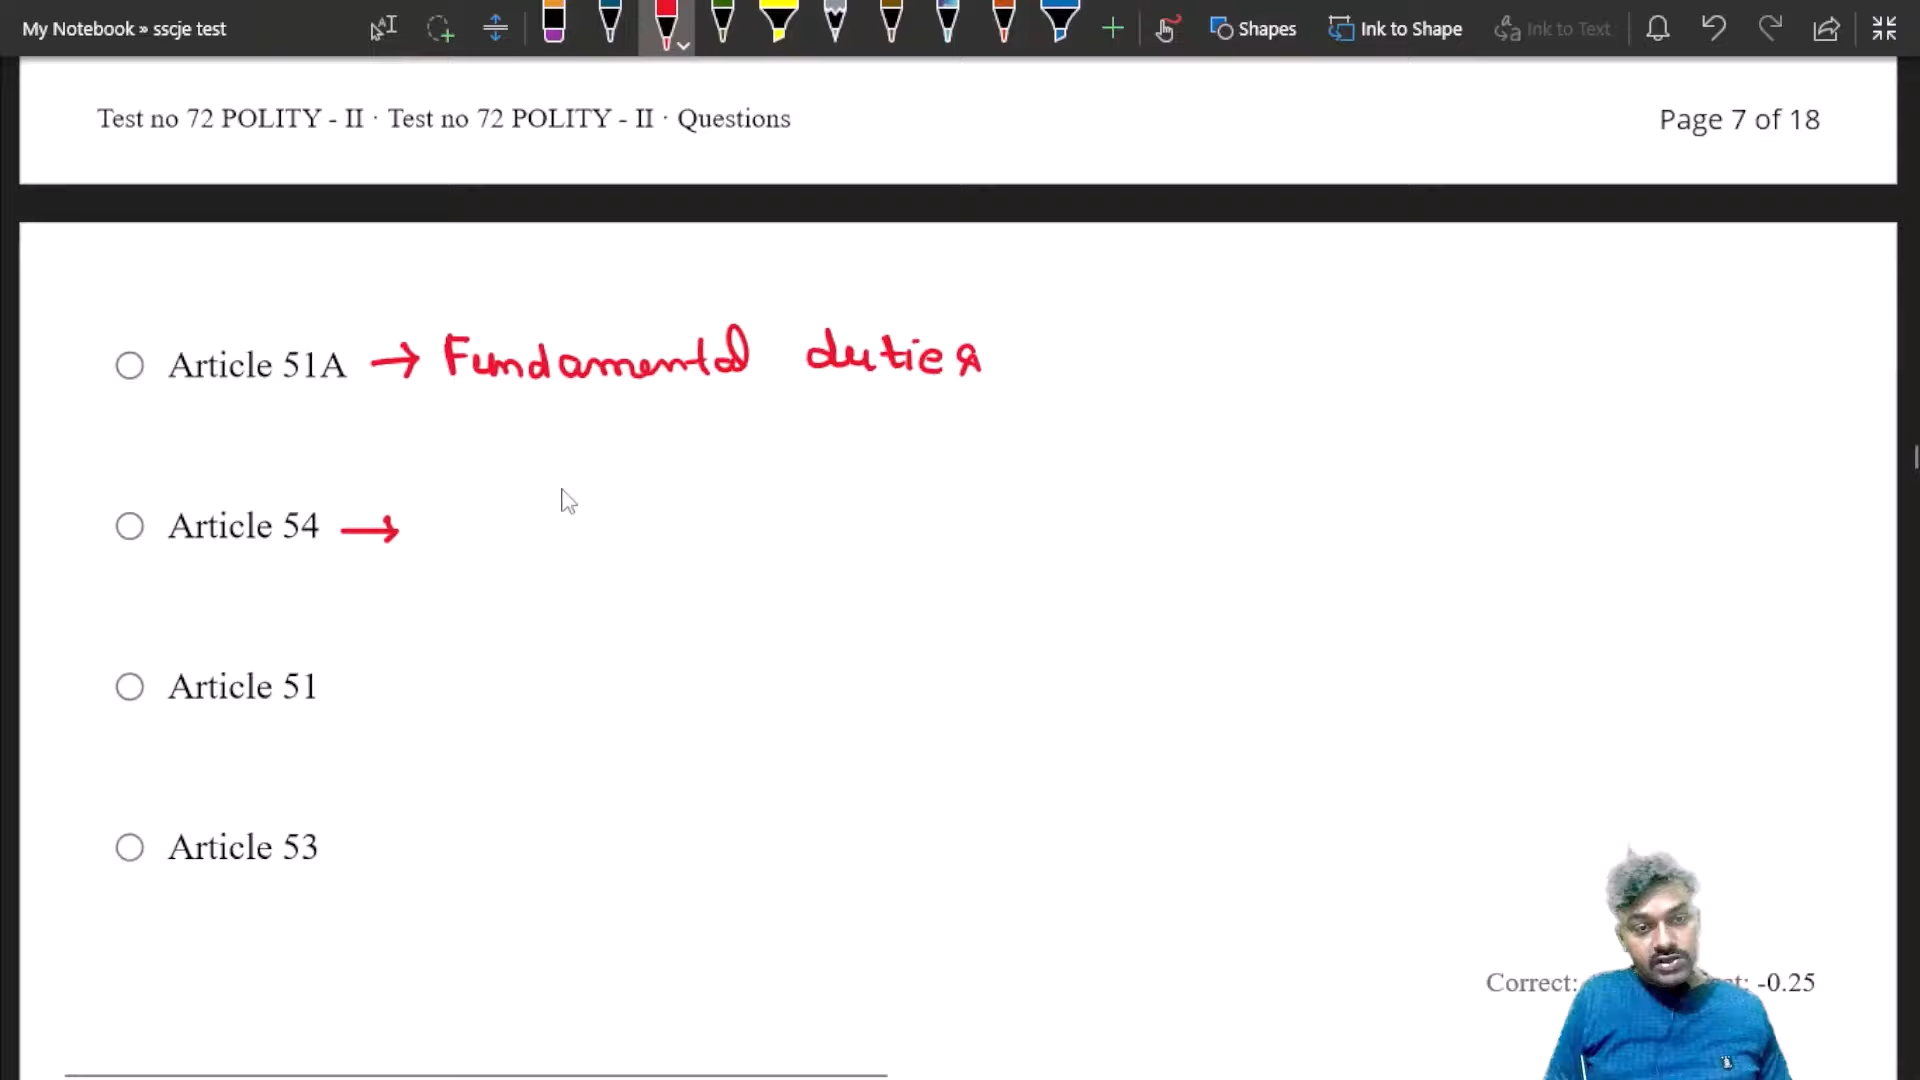 My Notebook » sscje test
Shapes
Ink to Shape
Ink to Text
Test no 72 POLITY - II · Test no 72 POLITY - II · Questions
Page 7 of 18
Article 51A → Fundamental duties
Article 54 →
Article 51
Article 53
Correct: -0.25